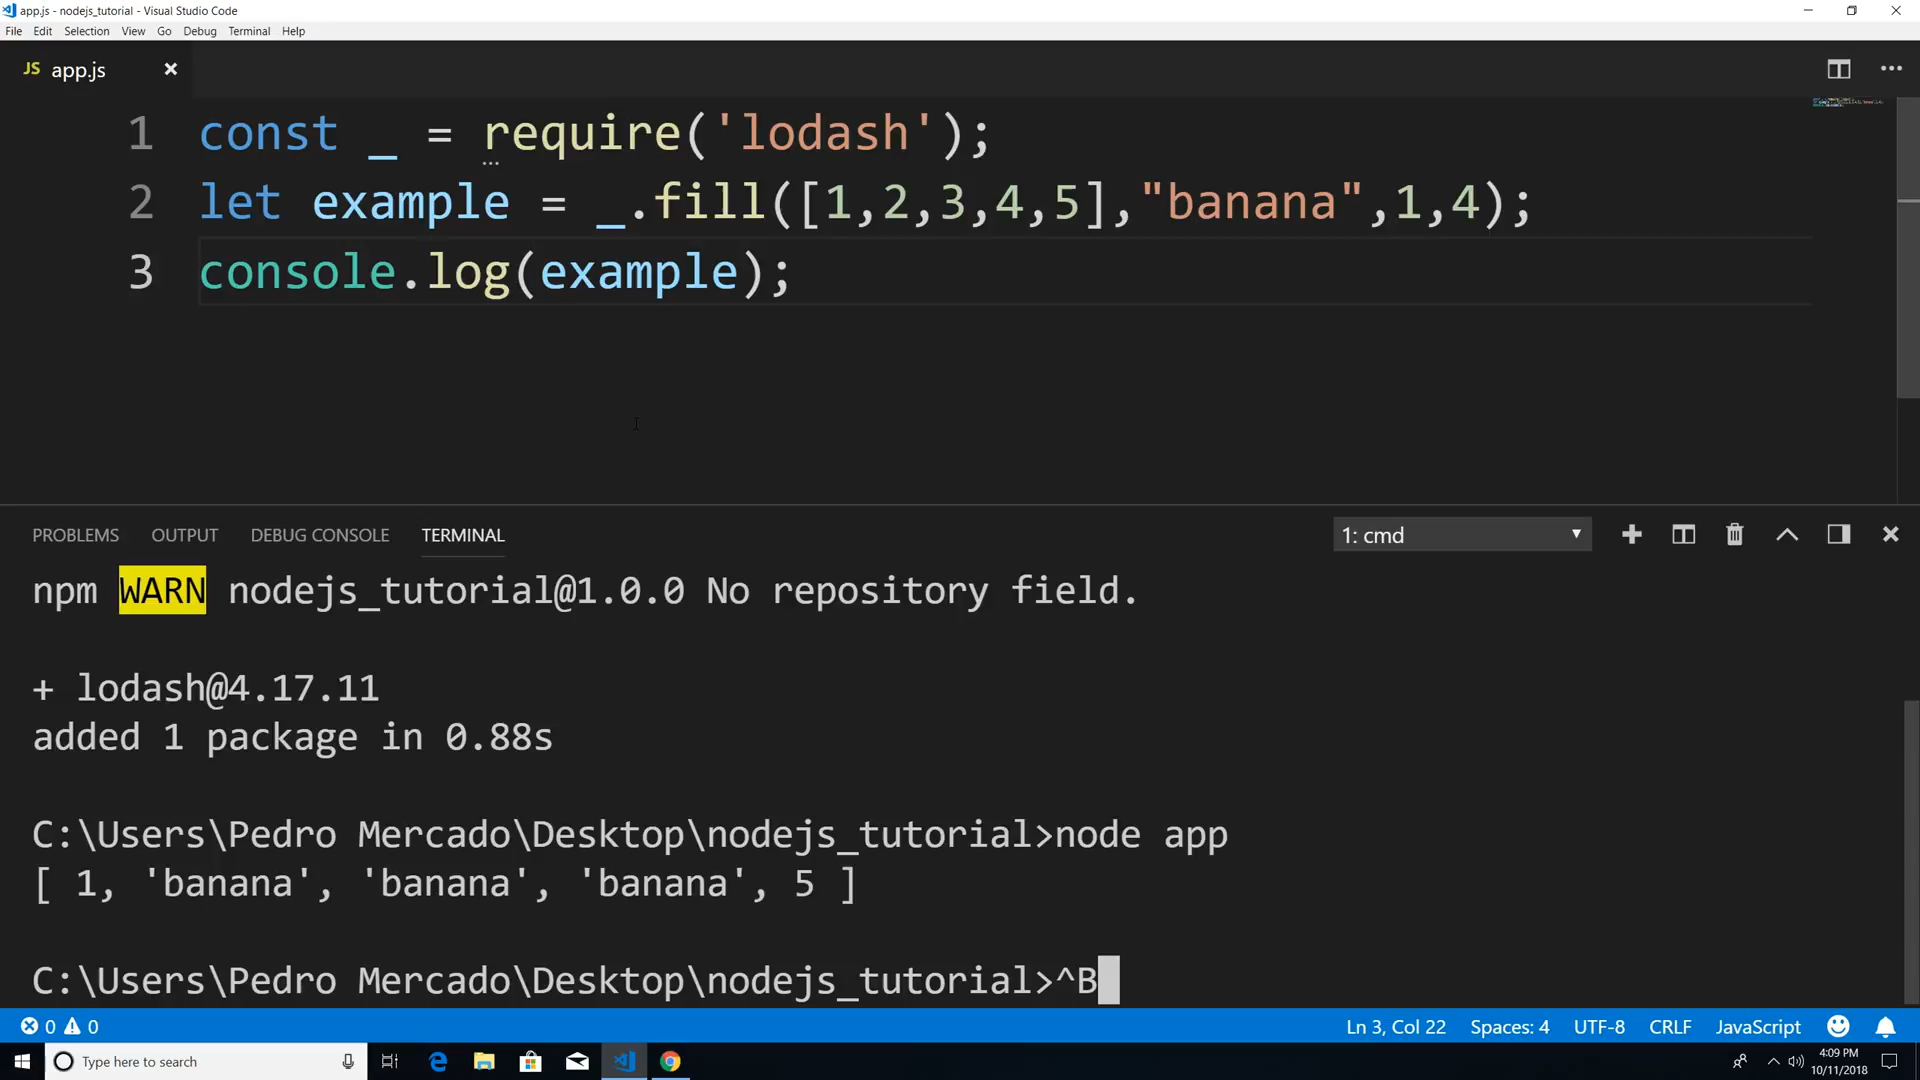 app.js - nodejs_tutorial - Visual Studio Code
File Edit Selection View Go Debug Terminal Help
JS app.js
1 const _ = require('lodash');
2 let example = _.fill([1,2,3,4,5],"banana",1,4);
3 console.log(example);
PROBLEMS OUTPUT DEBUG CONSOLE TERMINAL 1: cmd
npm WARN nodejs_tutorial@1.0.0 No repository field.
+ lodash@4.17.11
added 1 package in 0.88s
C:\Users\Pedro Mercado\Desktop\nodejs_tutorial>node app
[ 1, 'banana', 'banana', 'banana', 5 ]
C:\Users\Pedro Mercado\Desktop\nodejs_tutorial>^B
0 0 Ln 3, Col 22 Spaces: 4 UTF-8 CRLF JavaScript
Type here to search
4:09 PM
10/11/2018